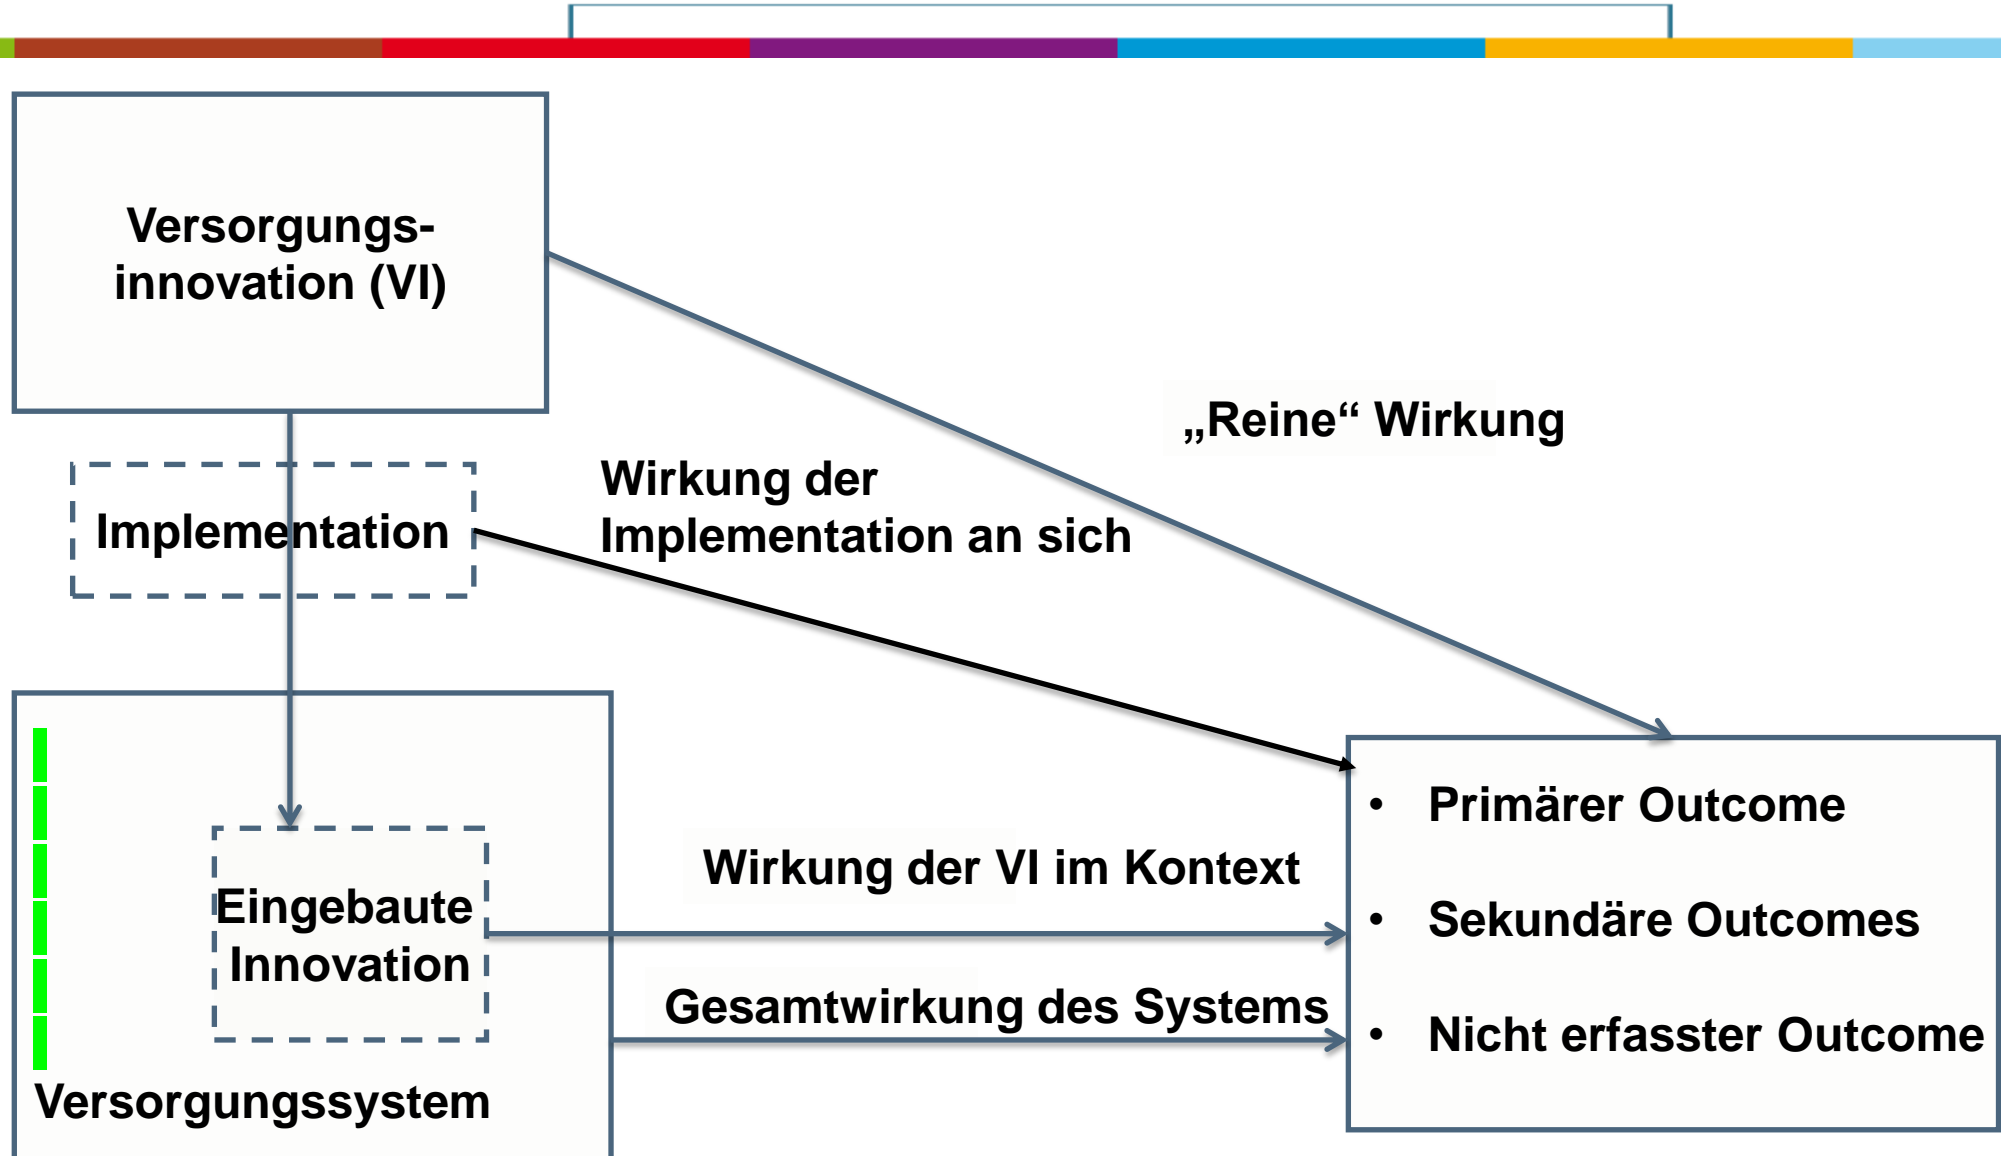 Versorgungs-
innovation (VI)
„Reine“ Wirkung
Wirkung der
Implementation an sich
Implementation
Wirkung der VI im Kontext
Eingebaute
Innovation
Gesamtwirkung des Systems
Versorgungssystem
• Primärer Outcome
• Sekundäre Outcomes
• Nicht erfasster Outcome